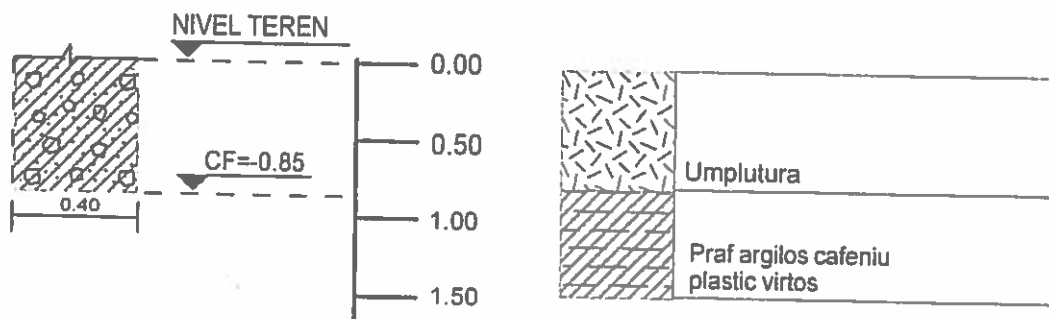 NIVEL TEREN
0.00
0.50
CF=-0.85
0.40
1.00
1.50
Umplutura
Praf argilos cafeniu
plastic virtos